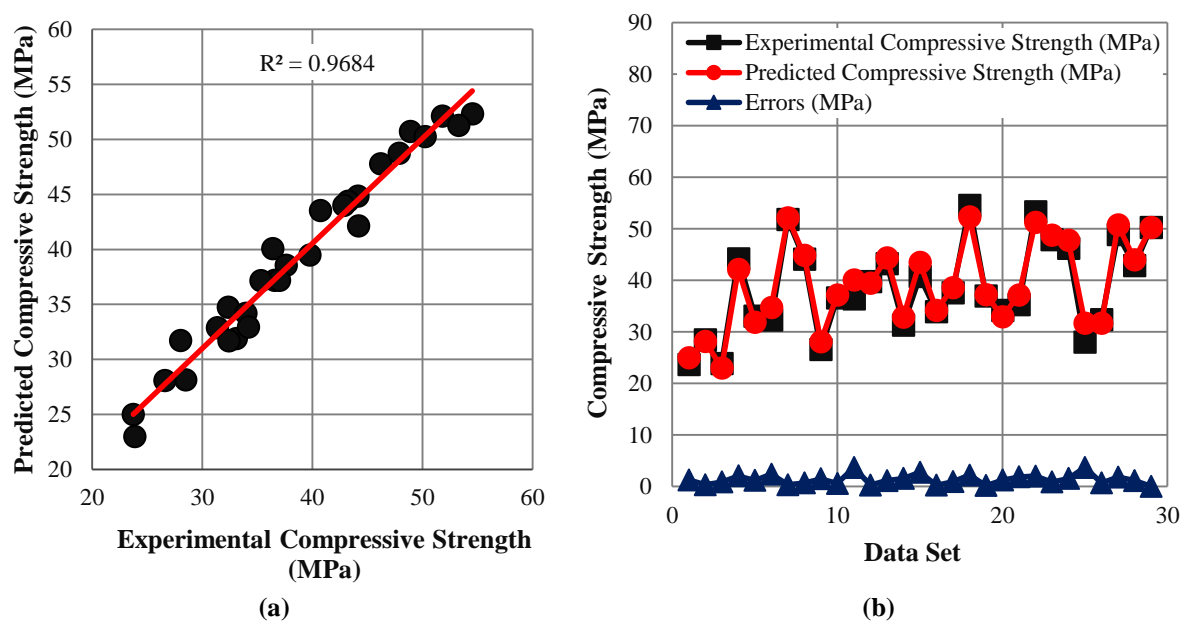 Predicted Compressive Strength (MPa)
60
55
50
45
40
35
30
25
20
R² = 0.9684
20 30 40 50 60
Experimental Compressive Strength
(MPa)
(a)
Compressive Strength (MPa)
90
80
70
60
50
40
30
20
10
0
Experimental Compressive Strength (MPa)
Predicted Compressive Strength (MPa)
Errors (MPa)
0 10 20 30
Data Set
(b)